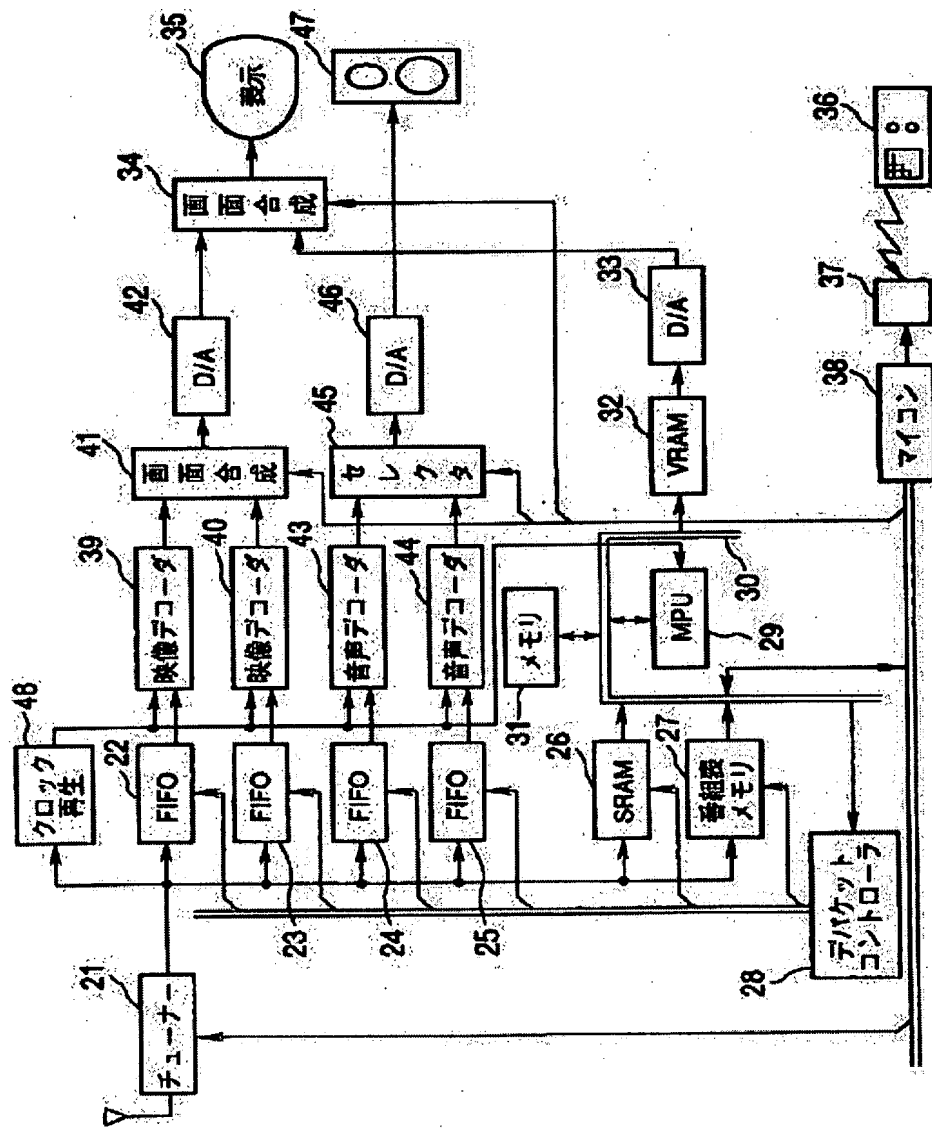 48
クロック
再生
21
チューナー
22
FIFO
39
映像デコーダ
41
画面合成
42
D/A
34
画面合成
35
表示
23
FIFO
40
映像デコーダ
24
FIFO
43
音声デコーダ
45
セレクタ
46
D/A
47
25
FIFO
44
音声デコーダ
31
メモリ
26
SRAM
27
番組表
メモリ
29
MPU
30
32
VRAM
33
D/A
28
デパケット
コントローラ
38
マイコン
37
36